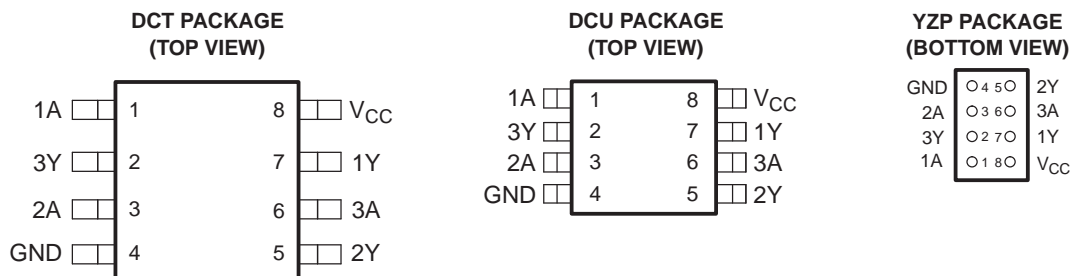 DCT PACKAGE
(TOP VIEW)
1A 1 8 VCC
3Y 2 7 1Y
2A 3 6 3A
GND 4 5 2Y
DCU PACKAGE
(TOP VIEW)
1A 1 8 VCC
3Y 2 7 1Y
2A 3 6 3A
GND 4 5 2Y
YZP PACKAGE
(BOTTOM VIEW)
GND 4 5 2Y
2A 3 6 3A
3Y 2 7 1Y
1A 1 8 VCC